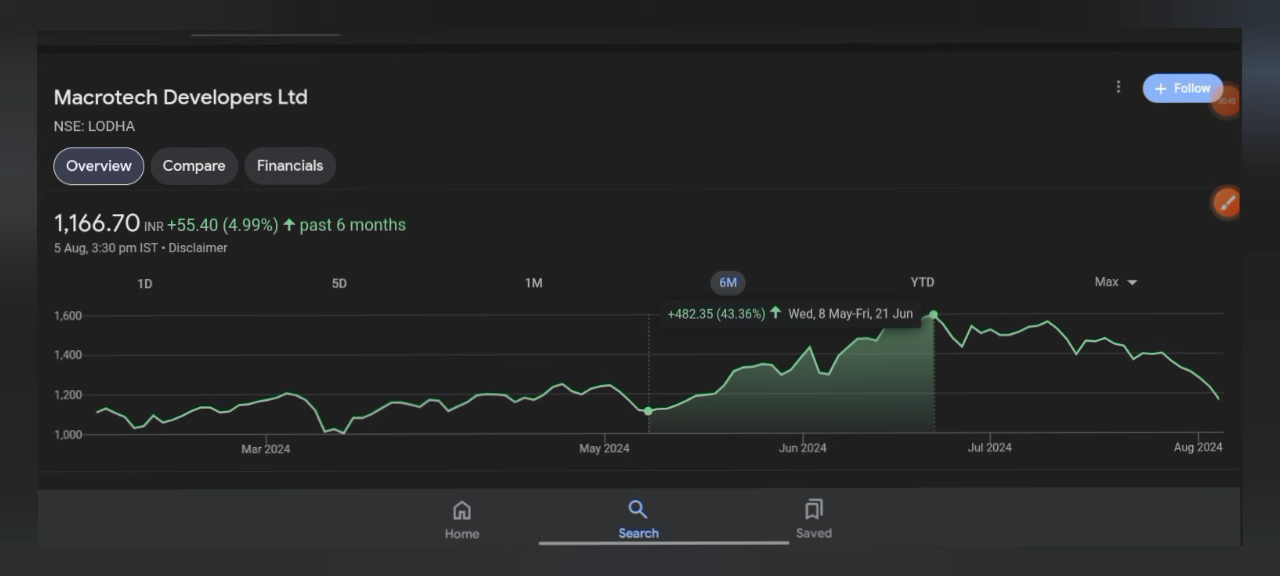 Macrotech Developers Ltd
+ Follow
NSE: LODHA
Overview Compare Financials
1,166.70 INR +55.40 (4.99%) ↑ past 6 months
5 Aug, 3:30 pm IST • Disclaimer
1D 5D 1M 6M YTD Max
+482.35 (43.36%) ↑ Wed, 8 May-Fri, 21 Jun
1,600
1,400
1,200
1,000
Mar 2024 May 2024 Jun 2024 Jul 2024 Aug 2024
Home Search Saved